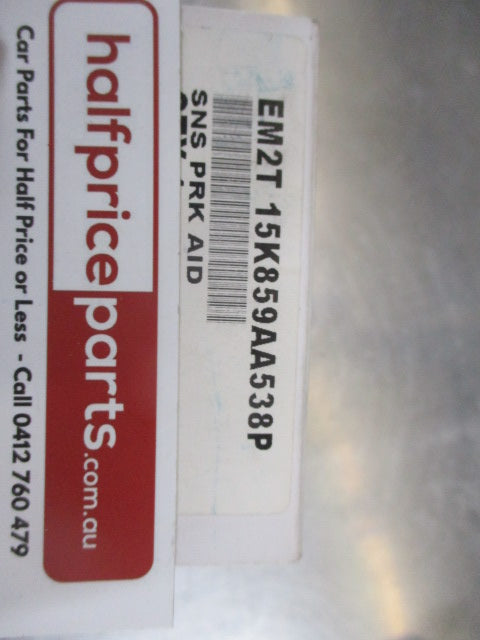 EM2T 15K859AA538P
SNS PRK AID
halfpriceparts.com.au
Car Parts For Half Price or Less - Call 0412 760 479